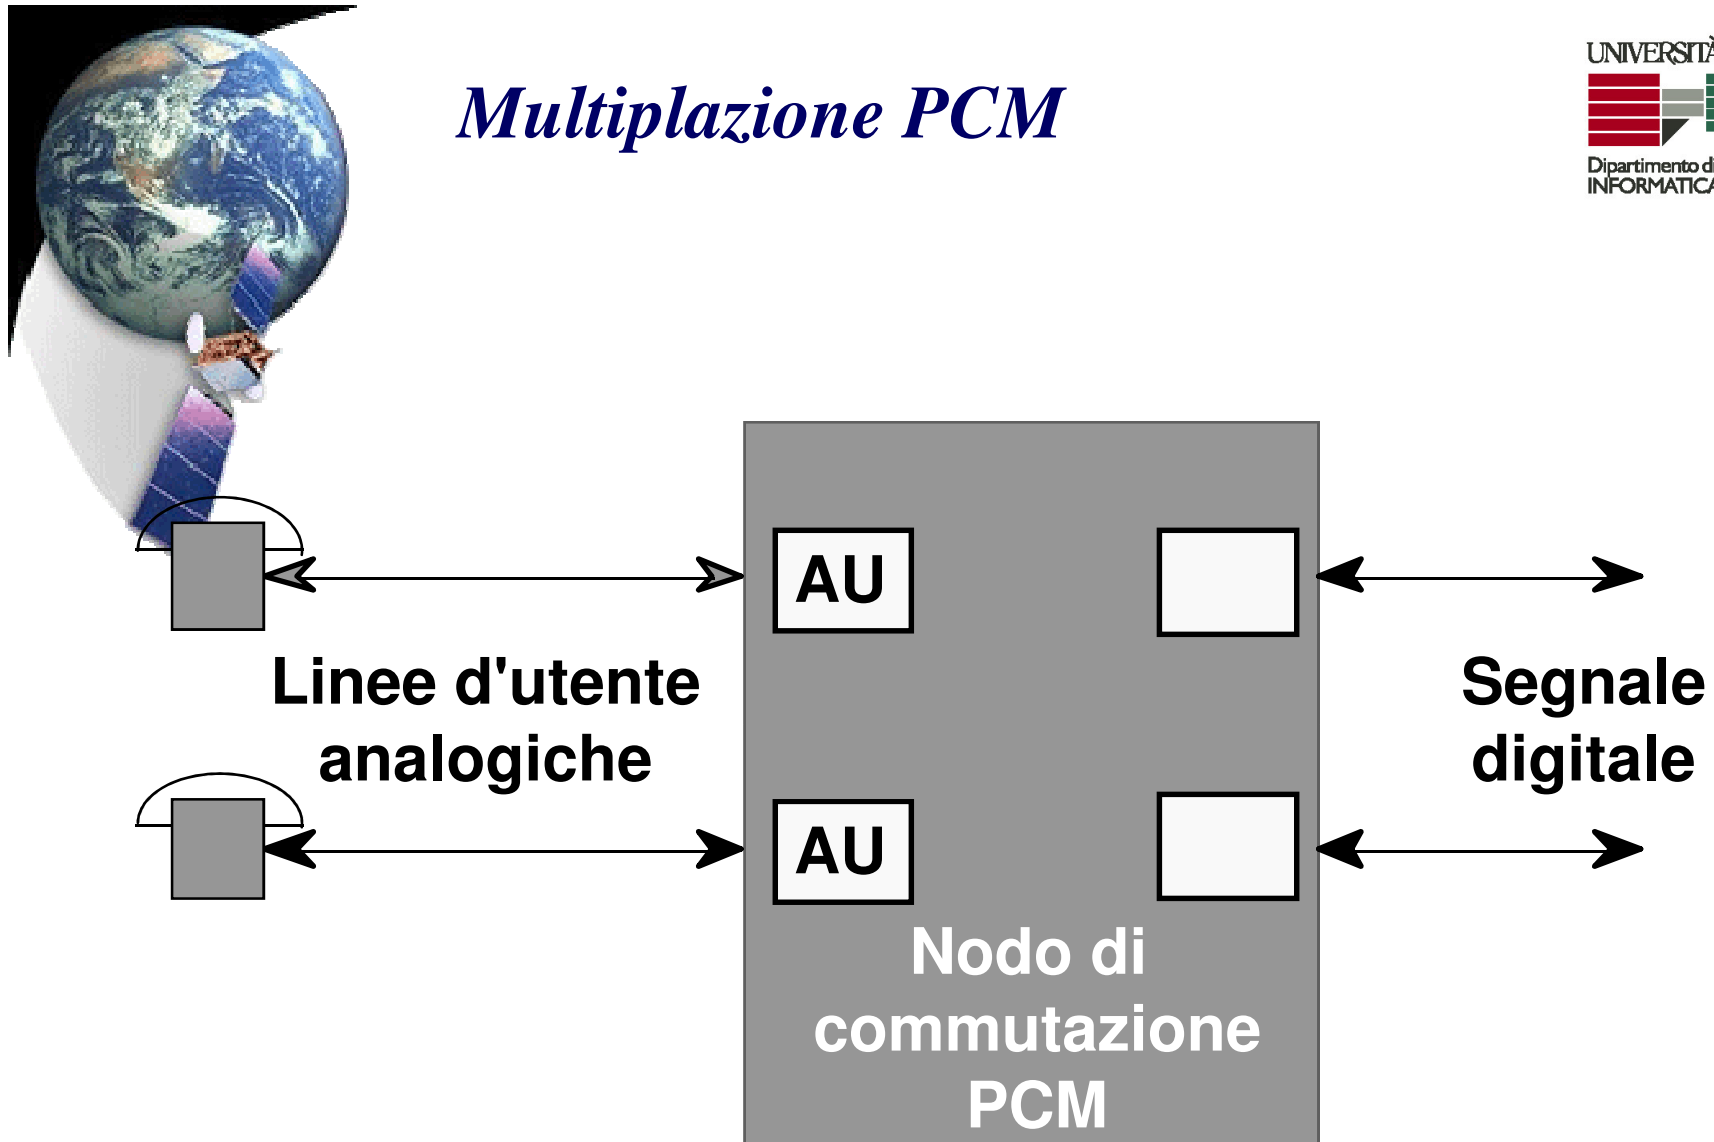 Multiplazione PCM
UNIVERSITÀ
Dipartimento di
INFORMATICA
AU
Linee d'utente
analogiche
Segnale
digitale
AU
Nodo di
commutazione
PCM